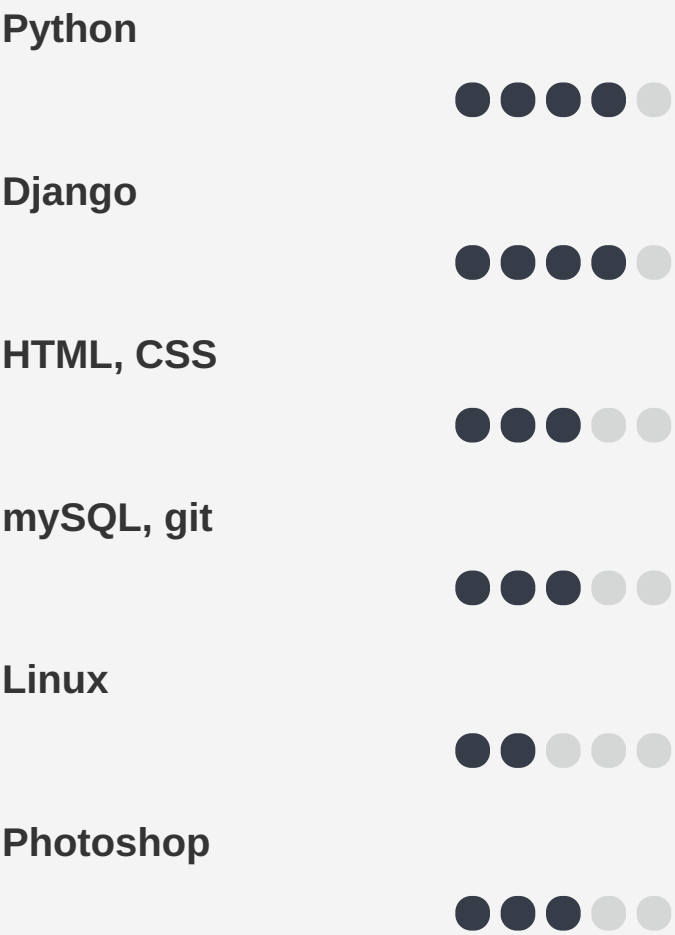 Python
Django
HTML, CSS
mySQL, git
Linux
Photoshop